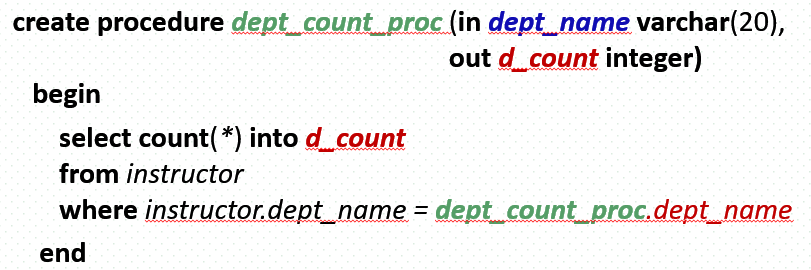 create procedure dept_count_proc (in dept_name varchar(20),
out d_count integer)
begin
select count(*) into d_count
from instructor
where instructor.dept_name = dept_count_proc.dept_name
end